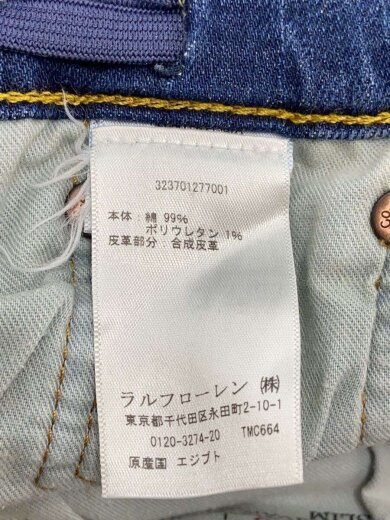 323701277001
本体：綿 99%
ポリウレタン 1%
皮革部分：合成皮革
ラルフローレン ㈱
東京都千代田区永田町2-10-1
0120-3274-20 TMC664
原産国 エジプト